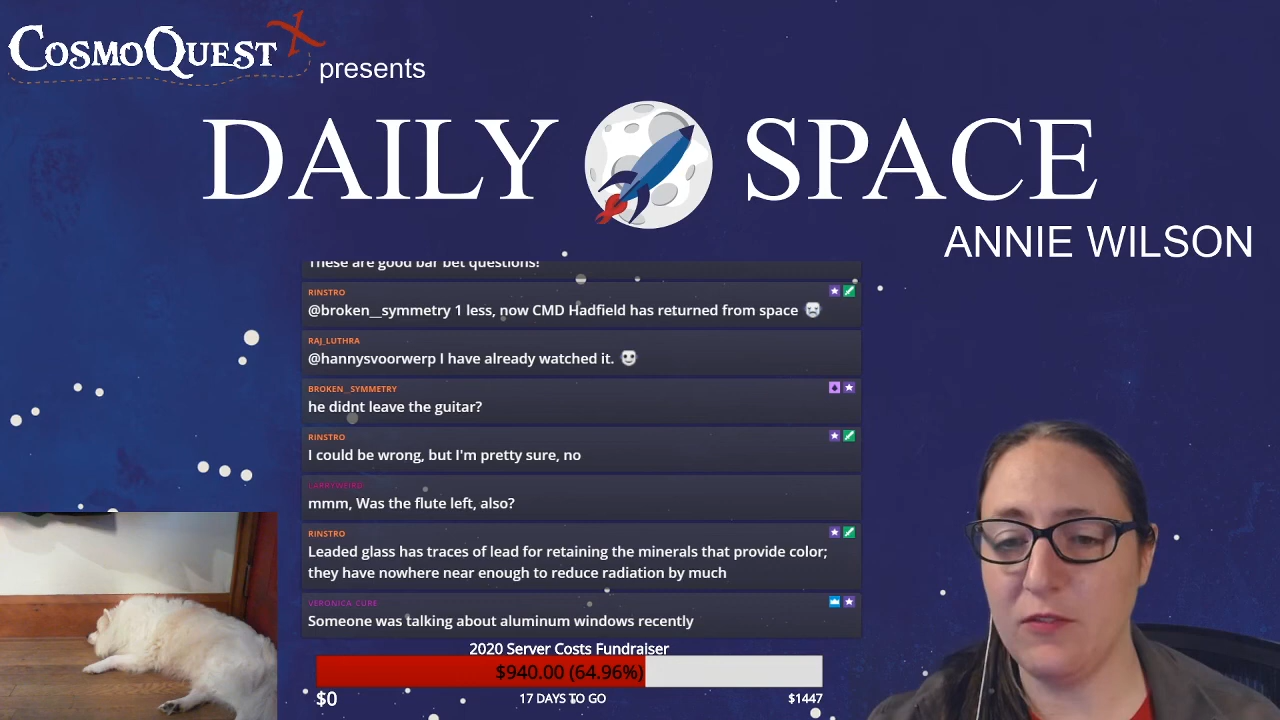 CosmoQuestX
presents
DAILY SPACE
ANNIE WILSON
These are good bar bet questions!
RINSTRO
@broken__symmetry 1 less, now CMD Hadfield has returned from space
RAJ_LUTHRA
@hannysvoorwerp I have already watched it.
BROKEN__SYMMETRY
he didnt leave the guitar?
RINSTRO
I could be wrong, but I'm pretty sure, no
LARRYWEIRD
mmm, Was the flute left, also?
RINSTRO
Leaded glass has traces of lead for retaining the minerals that provide color;
they have nowhere near enough to reduce radiation by much
VERONICA_CURE
Someone was talking about aluminum windows recently
2020 Server Costs Fundraiser
$940.00 (64.96%)
$0 17 DAYS TO GO $1447